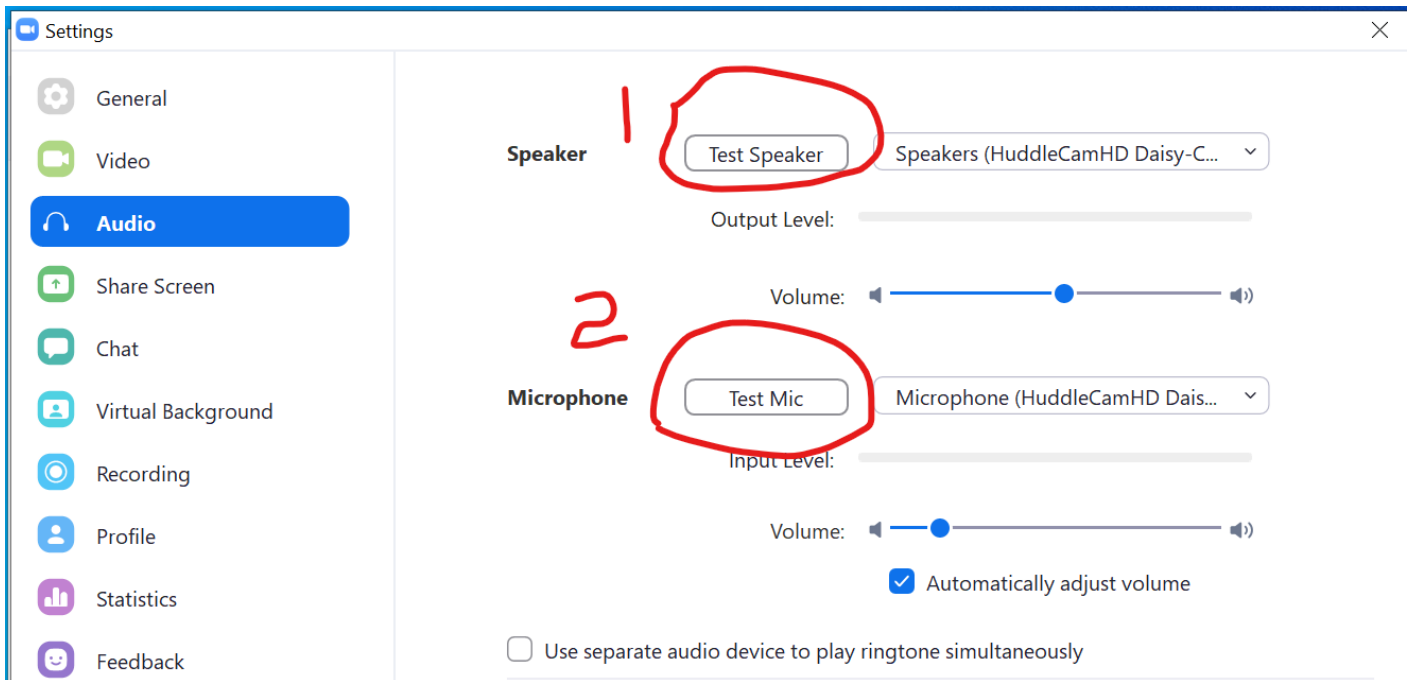 Settings
General
Video
Audio
Share Screen
Chat
Virtual Background
Recording
Profile
Statistics
Feedback
1
Speaker Test Speaker Speakers (HuddleCamHD Daisy-C...
Output Level:
Volume:
2
Microphone Test Mic Microphone (HuddleCamHD Dais...
Input Level:
Volume:
Automatically adjust volume
Use separate audio device to play ringtone simultaneously